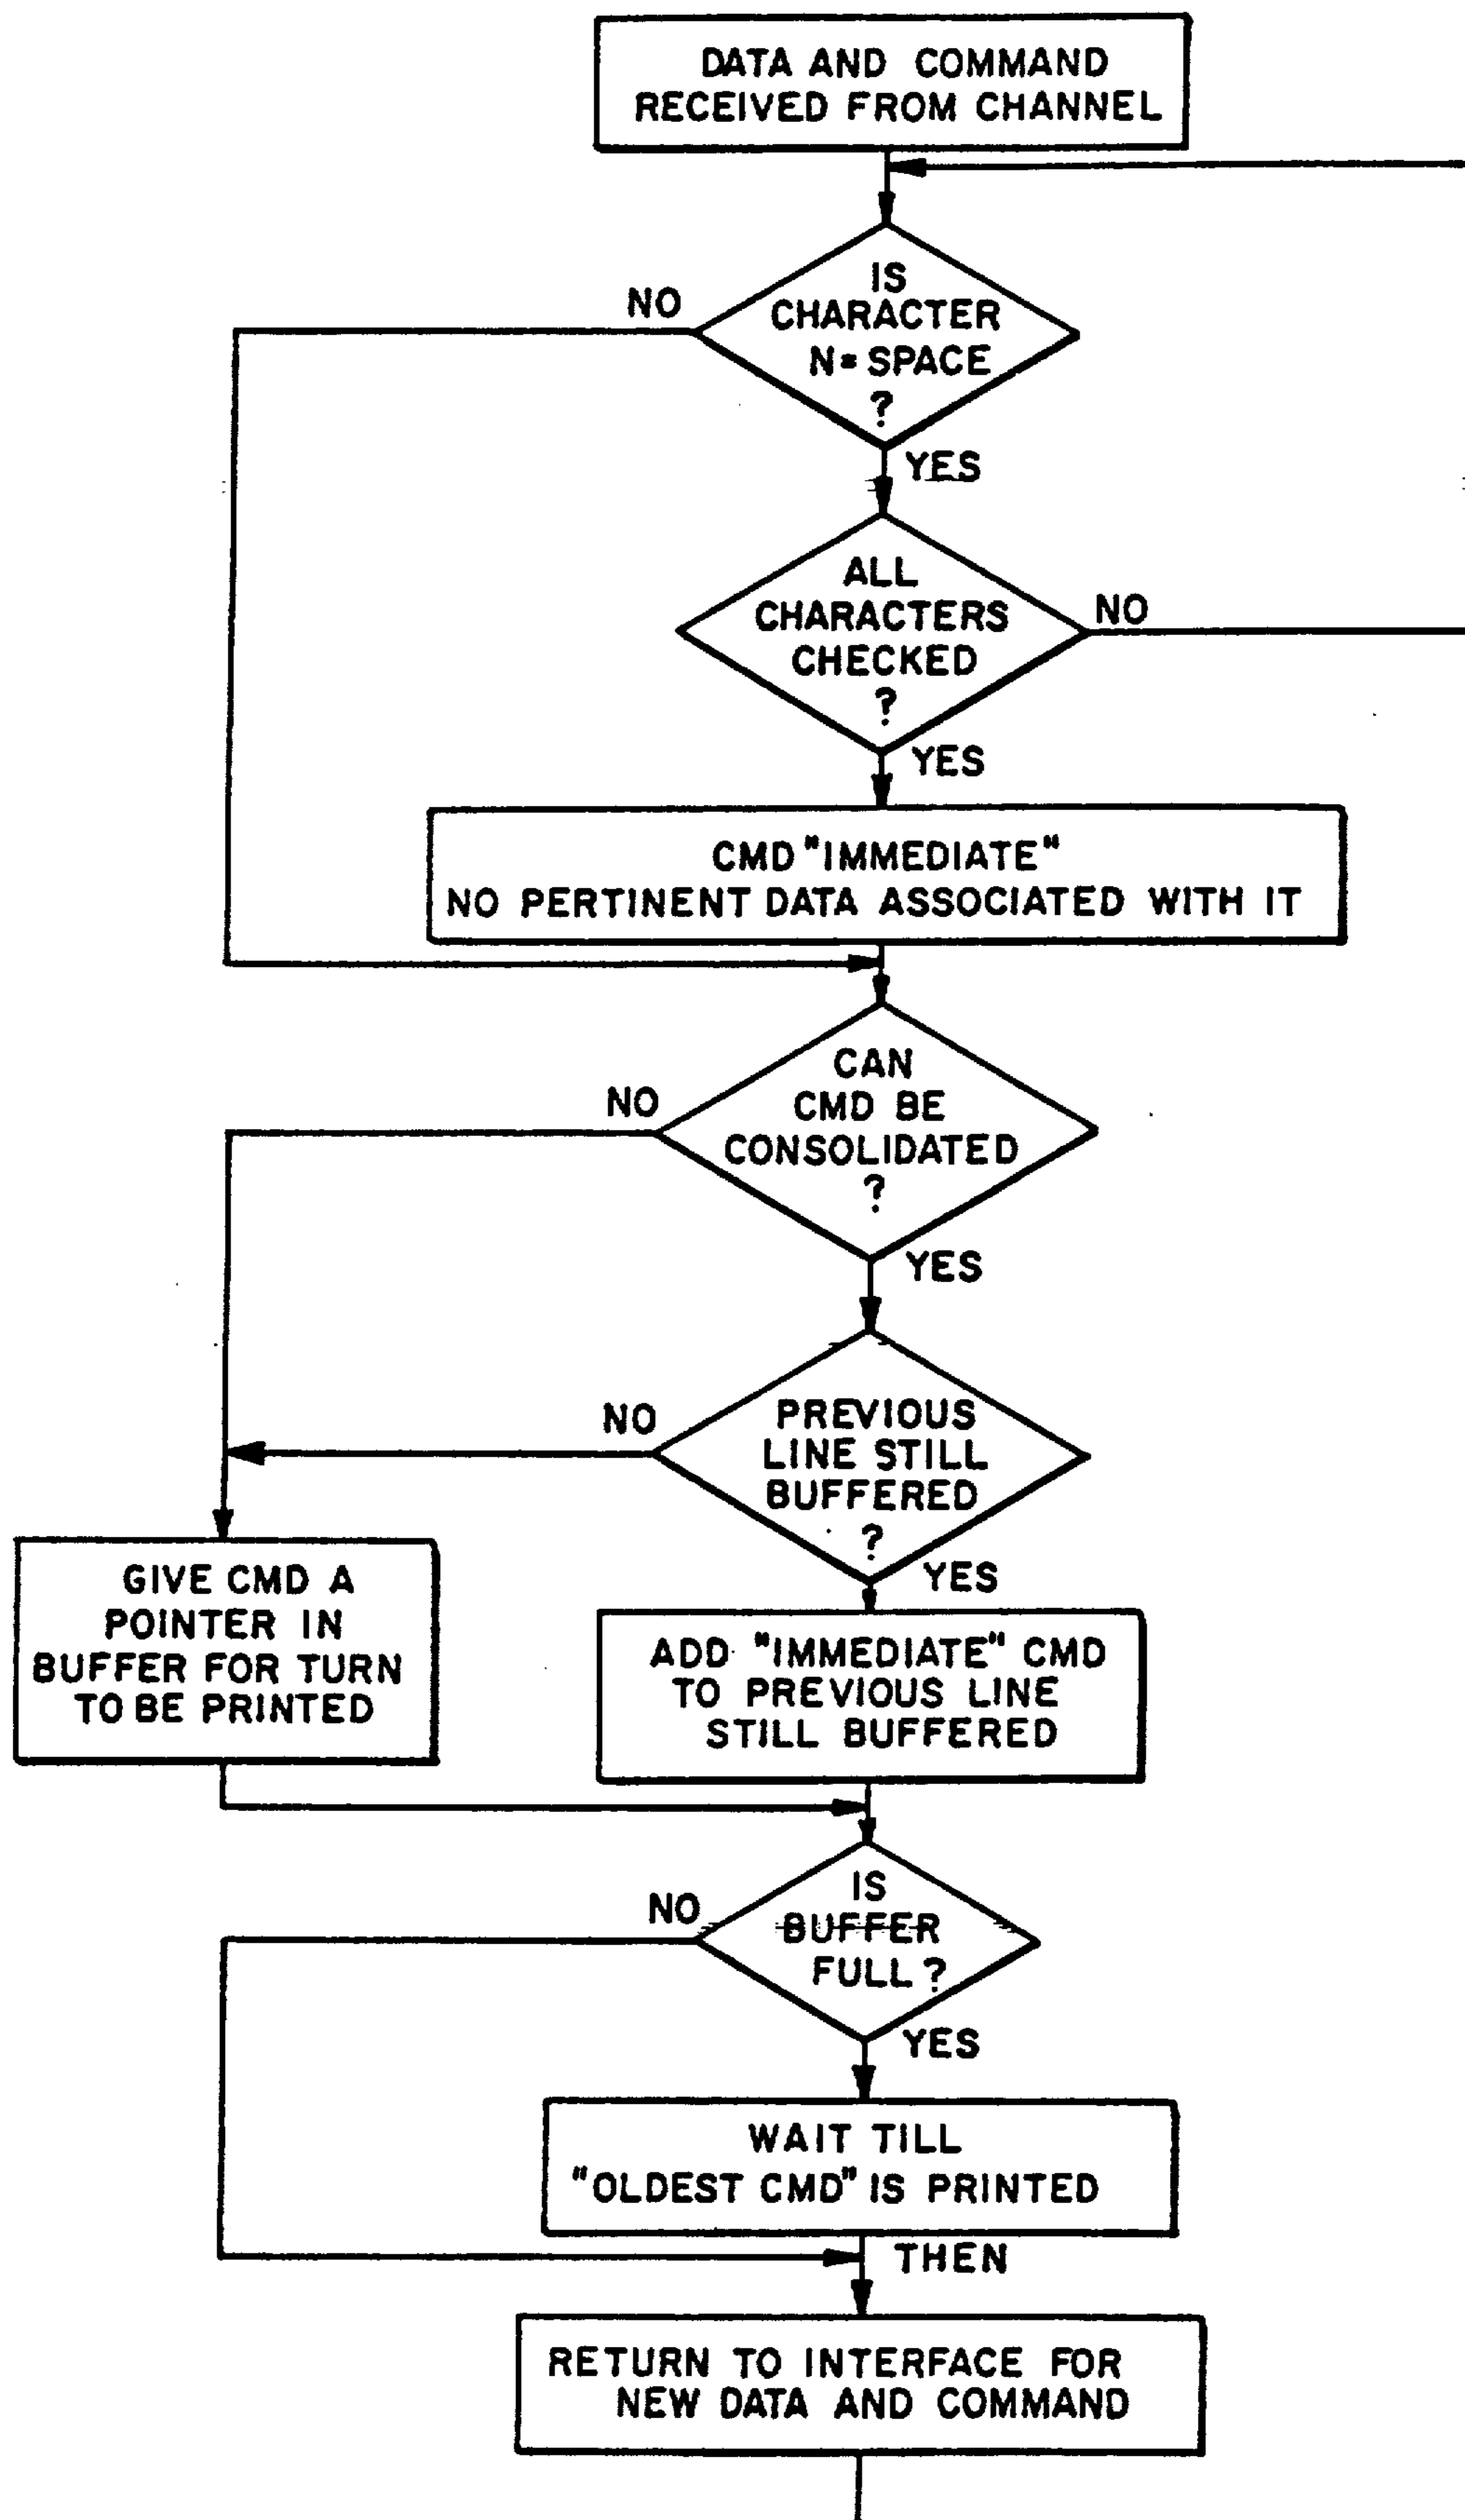 DATA AND COMMAND
RECEIVED FROM CHANNEL
IS
CHARACTER
N = SPACE
?
NO
YES
ALL
CHARACTERS
CHECKED
?
NO
YES
CMD "IMMEDIATE"
NO PERTINENT DATA ASSOCIATED WITH IT
CAN
CMD BE
CONSOLIDATED
?
NO
YES
PREVIOUS
LINE STILL
BUFFERED
?
NO
YES
GIVE CMD A
POINTER IN
BUFFER FOR TURN
TO BE PRINTED
ADD "IMMEDIATE" CMD
TO PREVIOUS LINE
STILL BUFFERED
IS
BUFFER
FULL ?
NO
YES
WAIT TILL
"OLDEST CMD" IS PRINTED
THEN
RETURN TO INTERFACE FOR
NEW DATA AND COMMAND